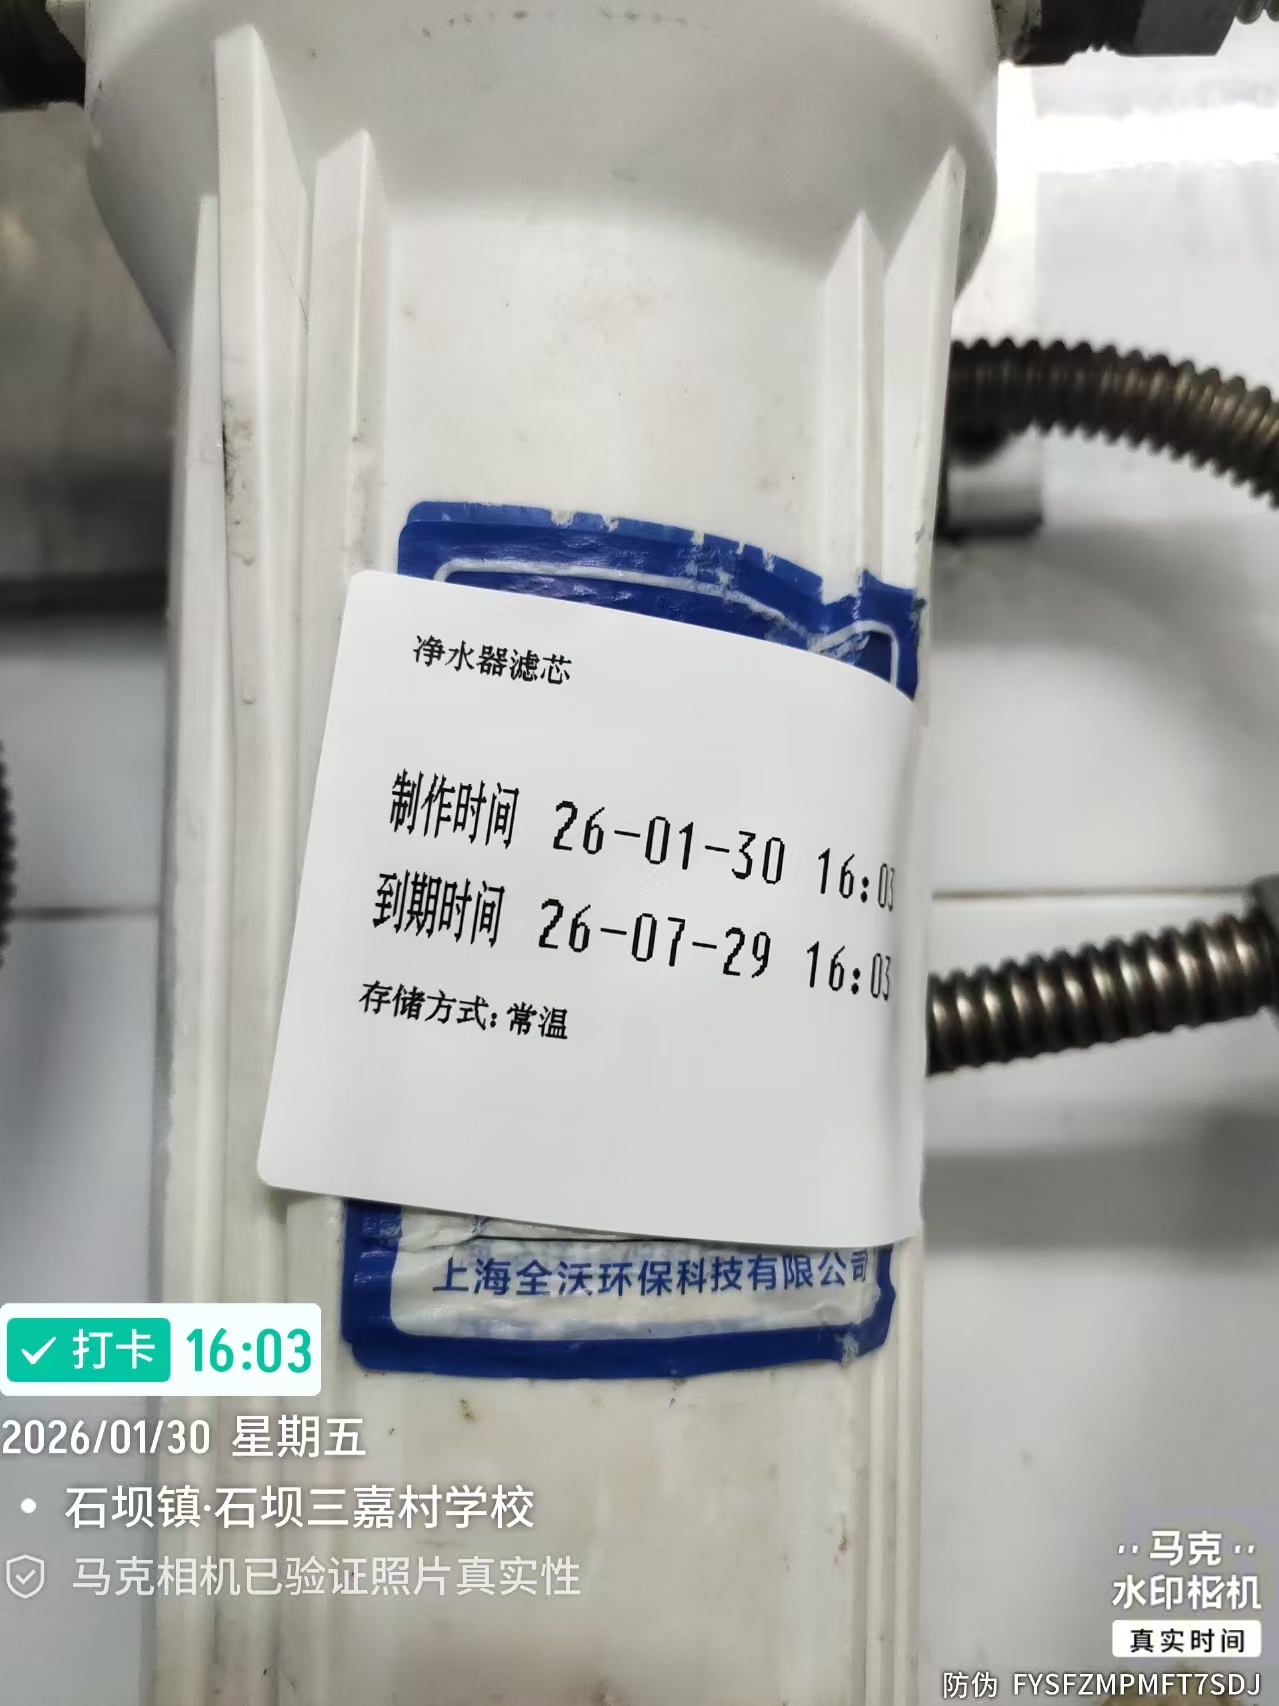 净水器滤芯
制作时间 26-01-30 16:03
到期时间 26-07-29 16:03
存储方式:常温
上海全沃环保科技有限公司
打卡 16:03
2026/01/30 星期五
石坝镇·石坝三嘉村学校
马克相机已验证照片真实性
马克
水印相机
真实时间
防伪 FYSFZMPMFT7SDJ